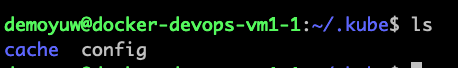 demoyuw@docker-devops-vm1-1:~/.kube$ ls
cache  config